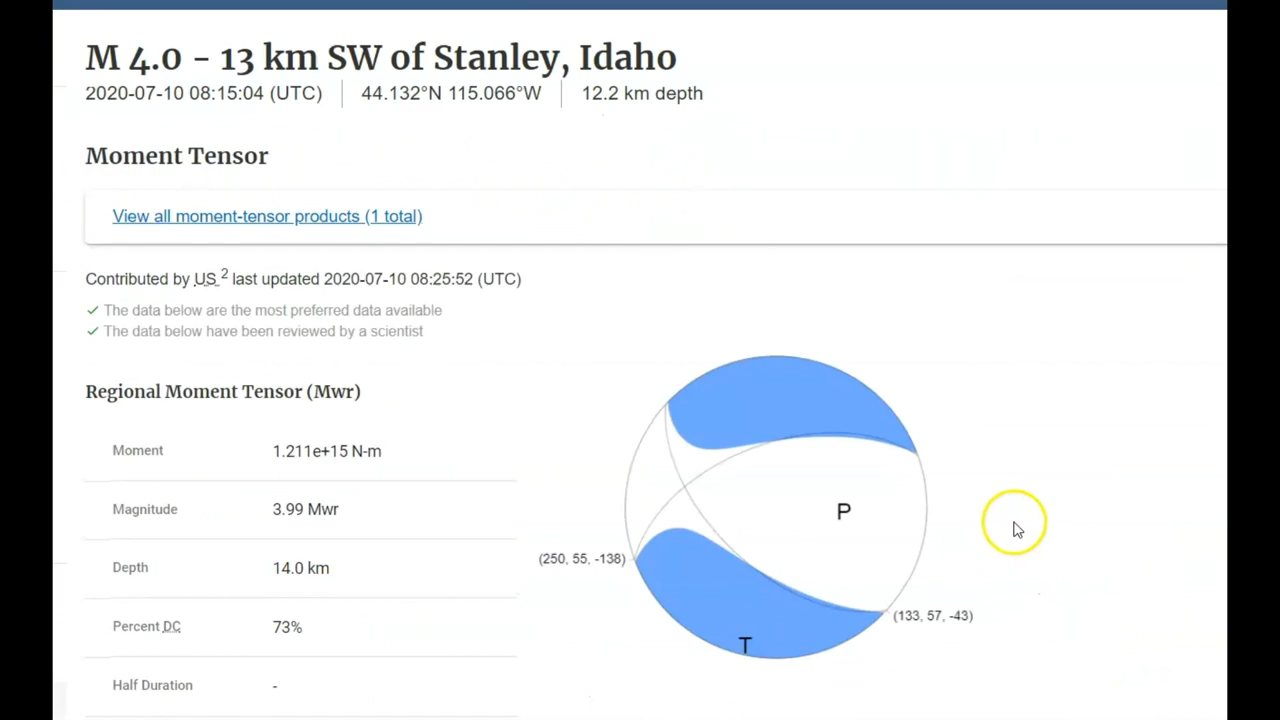 M 4.0 - 13 km SW of Stanley, Idaho
2020-07-10 08:15:04 (UTC) 44.132°N 115.066°W 12.2 km depth
Moment Tensor
View all moment-tensor products (1 total)
Contributed by US 2 last updated 2020-07-10 08:25:52 (UTC)
The data below are the most preferred data available
The data below have been reviewed by a scientist
Regional Moment Tensor (Mwr)
Moment 1.211e+15 N-m
Magnitude 3.99 Mwr
Depth 14.0 km
Percent DC 73%
Half Duration -
P
(250, 55, -138)
(133, 57, -43)
T